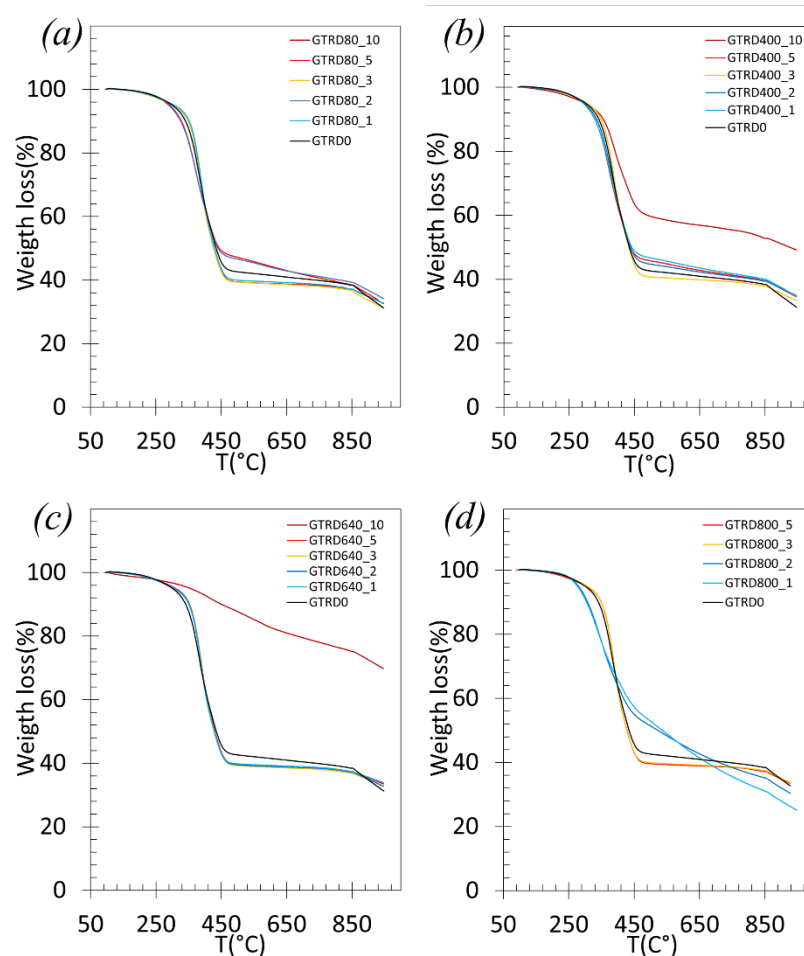 (a)
GTRD80_10
GTRD80_5
GTRD80_3
GTRD80_2
GTRD80_1
GTRD0
Weigth loss(%)
100
80
60
40
20
0
50 250 450 650 850
T(°C)
(b)
GTRD400_10
GTRD400_5
GTRD400_3
GTRD400_2
GTRD400_1
GTRD0
Weigth loss (%)
100
80
60
40
20
0
50 250 450 650 850
T(°C)
(c)
GTRD640_10
GTRD640_5
GTRD640_3
GTRD640_2
GTRD640_1
GTRD0
Weigth loss(%)
100
80
60
40
20
0
50 250 450 650 850
T(°C)
(d)
GTRD800_5
GTRD800_3
GTRD800_2
GTRD800_1
GTRD0
Weigth loss(%)
100
80
60
40
20
0
50 250 450 650 850
T(C°)